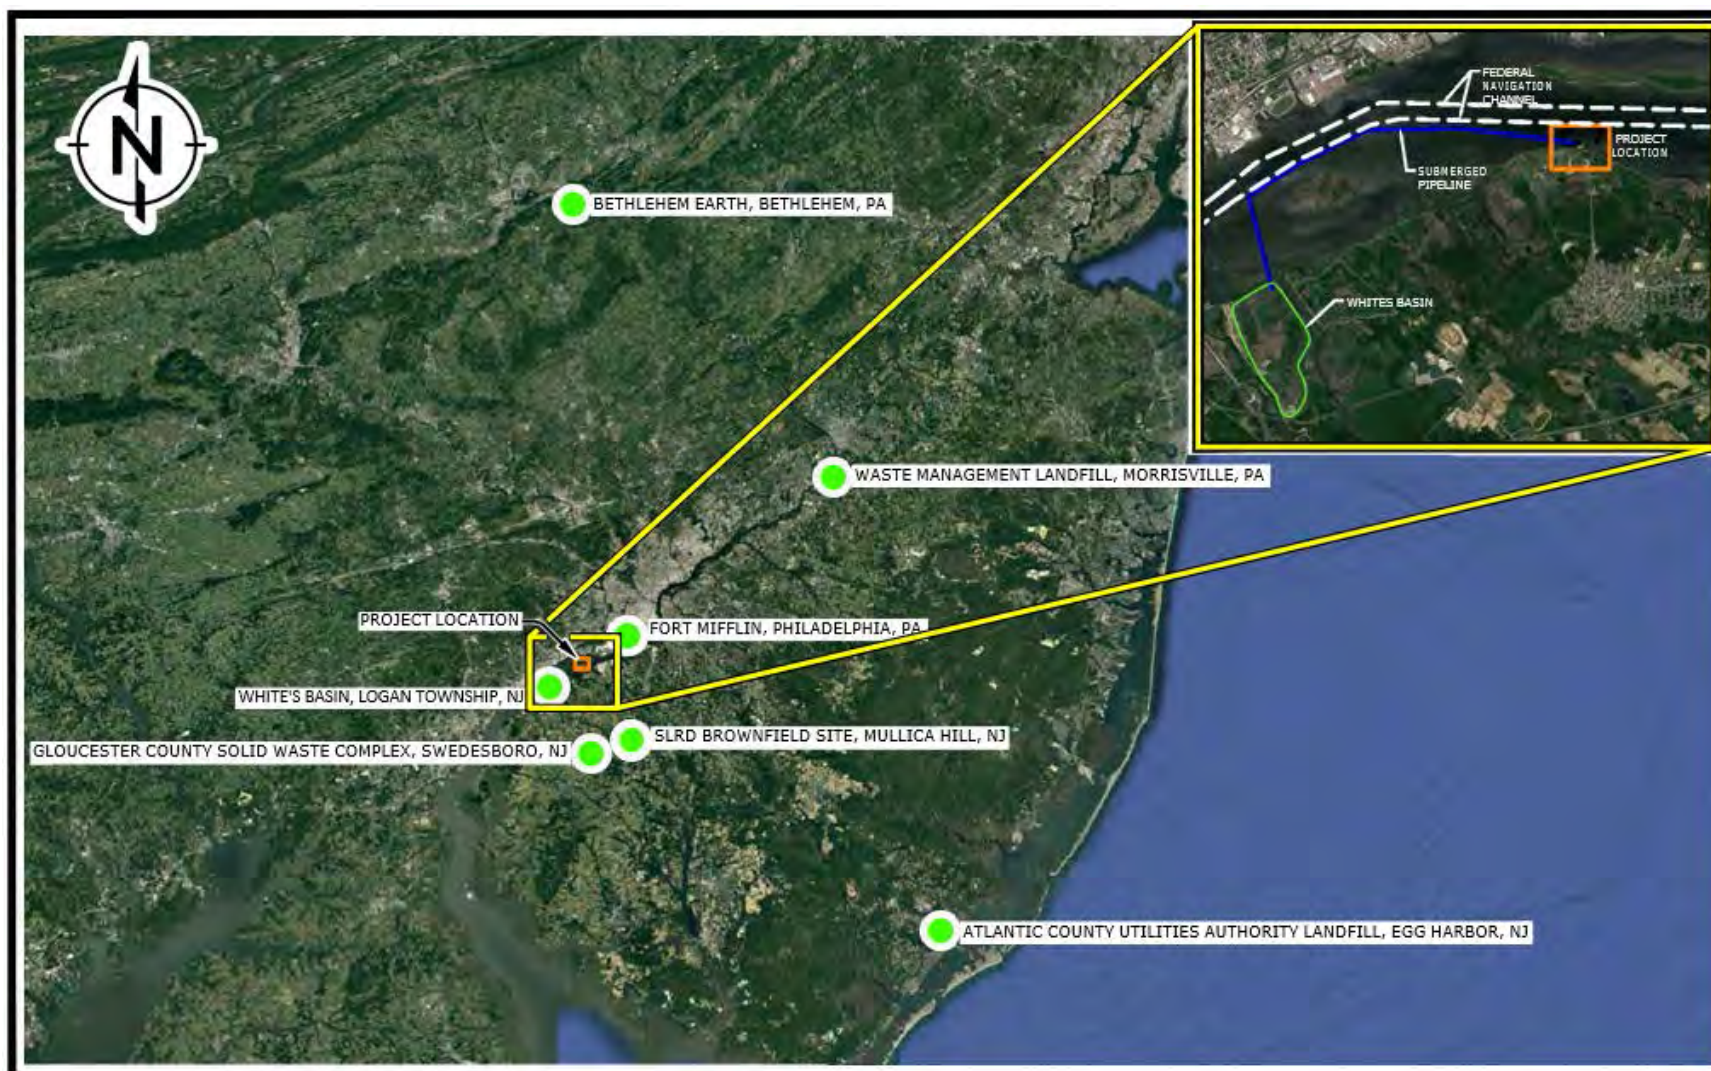 N
FEDERAL
NAVIGATION
CHANNEL
PROJECT
LOCATION
SUBMERGED
PIPELINE
WHITES BASIN
BETHLEHEM EARTH, BETHLEHEM, PA
WASTE MANAGEMENT LANDFILL, MORRISVILLE, PA
PROJECT LOCATION
FORT MIFFLIN, PHILADELPHIA, PA
WHITE'S BASIN, LOGAN TOWNSHIP, NJ
SLRD BROWNFIELD SITE, MULLICA HILL, NJ
GLOUCESTER COUNTY SOLID WASTE COMPLEX, SWEDESBORO, NJ
ATLANTIC COUNTY UTILITIES AUTHORITY LANDFILL, EGG HARBOR, NJ